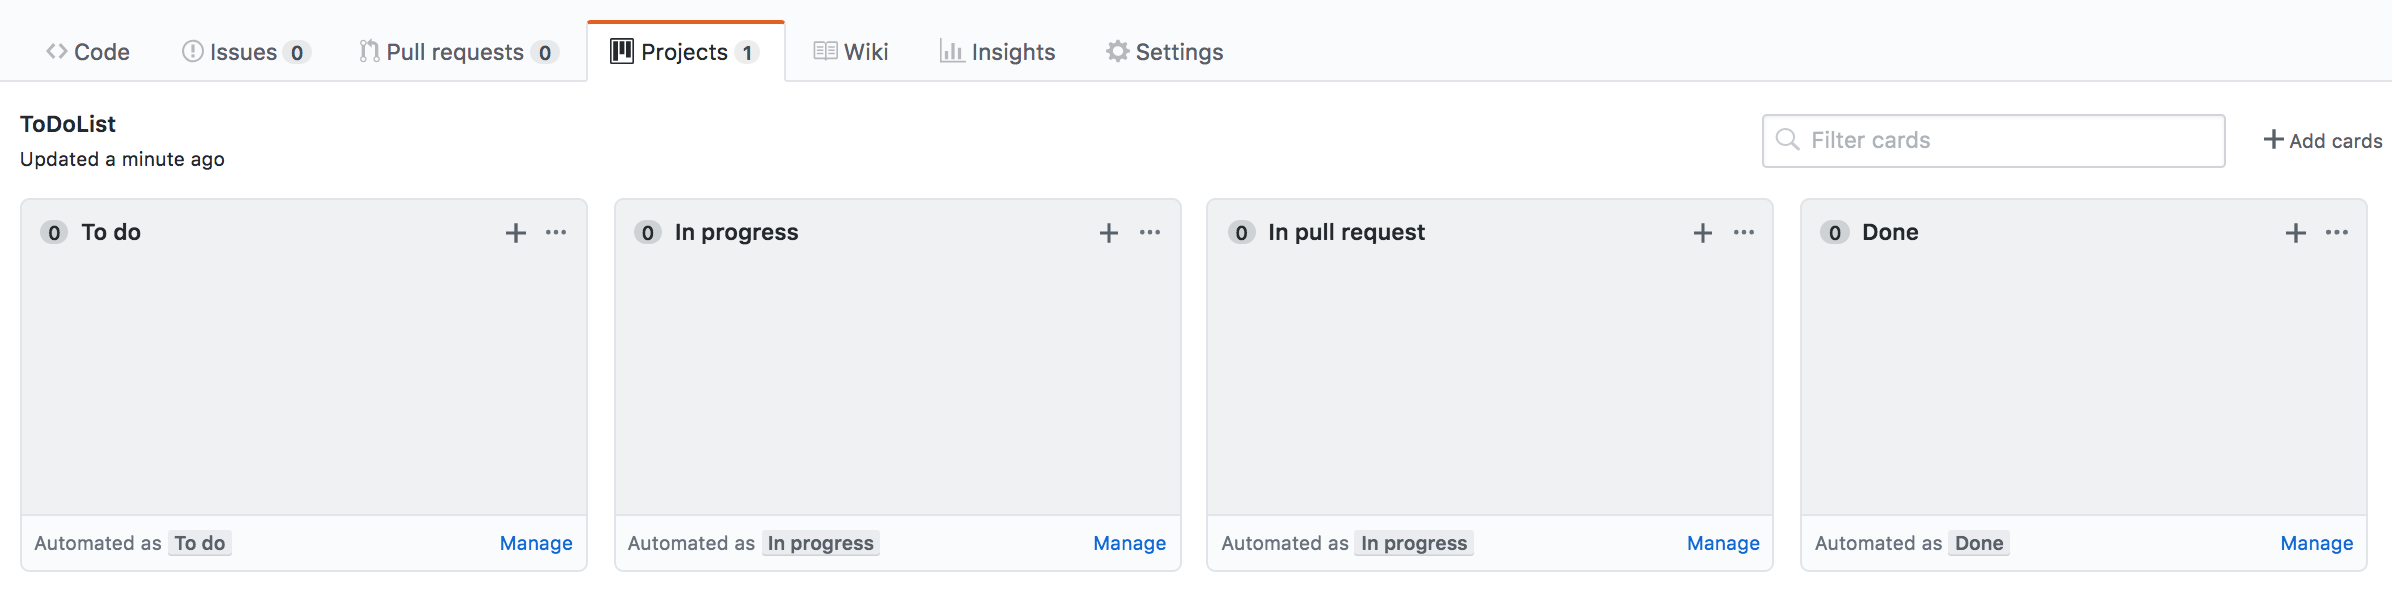 Code Issues 0 Pull requests 0 Projects 1 Wiki Insights Settings
ToDoList
Updated a minute ago
Filter cards
Add cards
0 To do
0 In progress
0 In pull request
0 Done
Automated as To do Manage
Automated as In progress Manage
Automated as In progress Manage
Automated as Done Manage